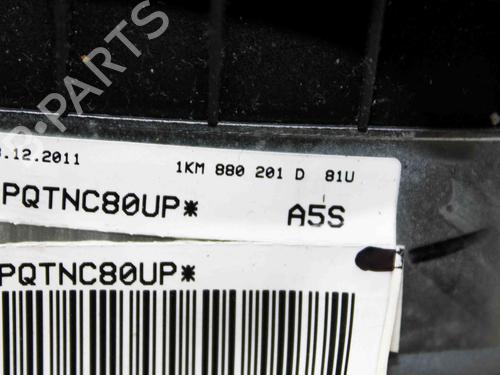 B-PARTS
.12.2011 1KM 880 201 D 81U
PQTNC80UP* A5S
PQTNC80UP*